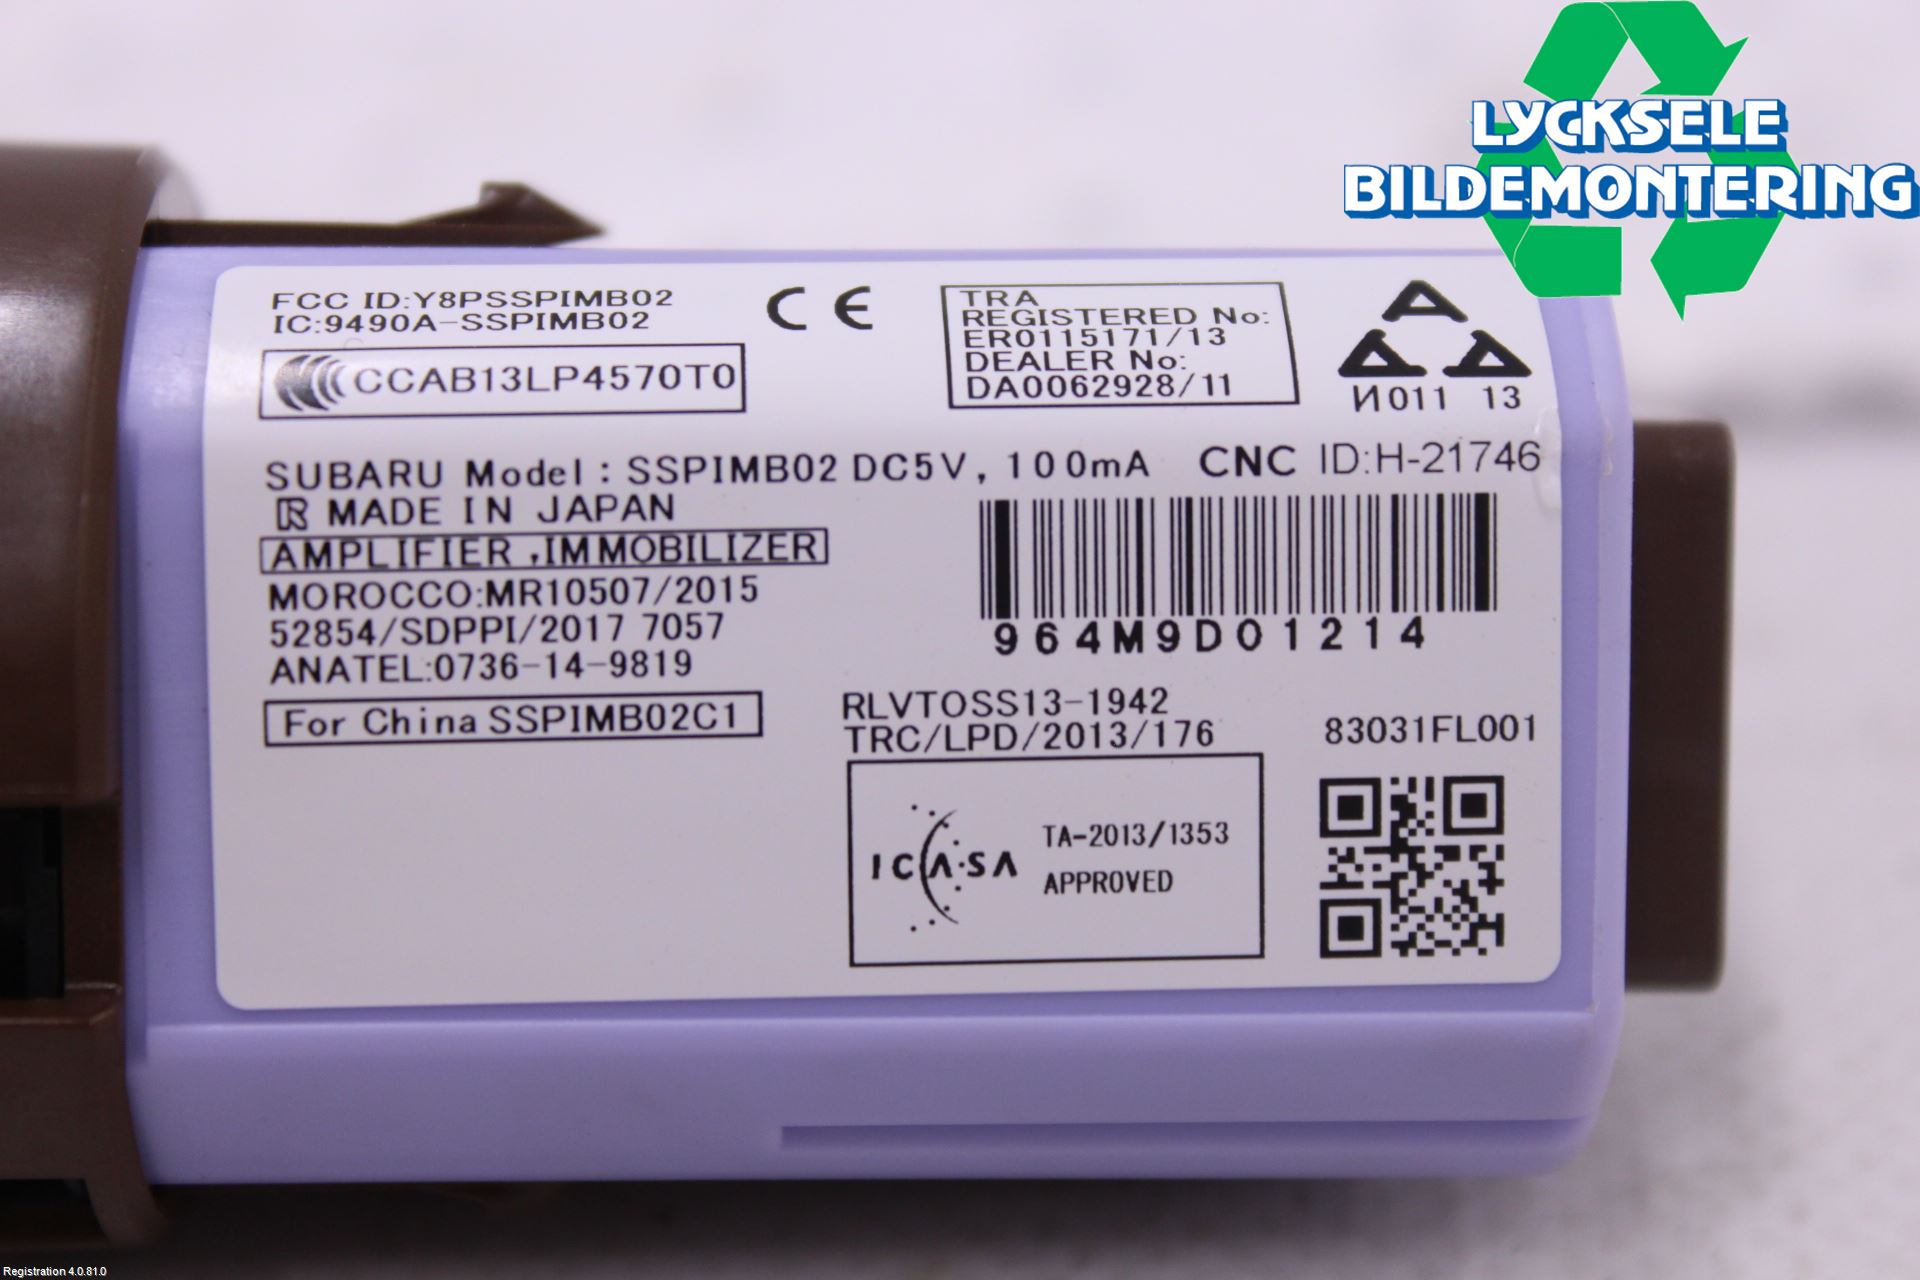 LYCKSELE
BILDEMONTERING
FCC ID:Y8PSSPIMB02
IC:9490A-SSPIMB02
CCAB13LP4570T0
CE
TRA
REGISTERED No:
ER0115171/13
DEALER No:
DA0062928/11
И011 13
SUBARU Model : SSPIMB02 DC5V, 100mA
CNC ID:H-21746
R MADE IN JAPAN
AMPLIFIER ,IMMOBILIZER
MOROCCO:MR10507/2015
52854/SDPPI/2017 7057
ANATEL:0736-14-9819
For China SSPIMB02C1
964M9D01214
RLVTOSS13-1942
TRC/LPD/2013/176
83031FL001
ICASA
TA-2013/1353
APPROVED
Registration 4.0.81.0